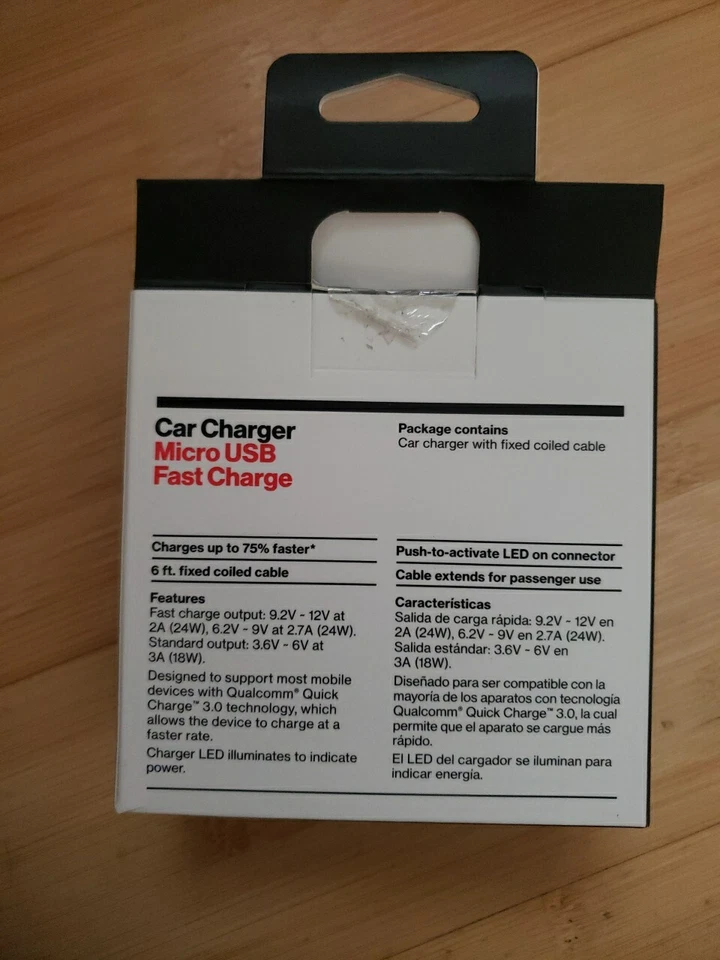 Car Charger
Micro USB
Fast Charge
Package contains
Car charger with fixed coiled cable
Charges up to 75% faster*
6 ft. fixed coiled cable
Push-to-activate LED on connector
Cable extends for passenger use
Features
Fast charge output: 9.2V - 12V at
2A (24W), 6.2V - 9V at 2.7A (24W).
Standard output: 3.6V - 6V at
3A (18W).
Designed to support most mobile
devices with Qualcomm® Quick
Charge™ 3.0 technology, which
allows the device to charge at a
faster rate.
Charger LED illuminates to indicate
power.
Características
Salida de carga rápida: 9.2V - 12V en
2A (24W), 6.2V - 9V en 2.7A (24W).
Salida estándar: 3.6V - 6V en
3A (18W).
Diseñado para ser compatible con la
mayoría de los aparatos con tecnología
Qualcomm® Quick Charge™ 3.0, la cual
permite que el aparato se cargue más
rápido.
El LED del cargador se iluminan para
indicar energía.